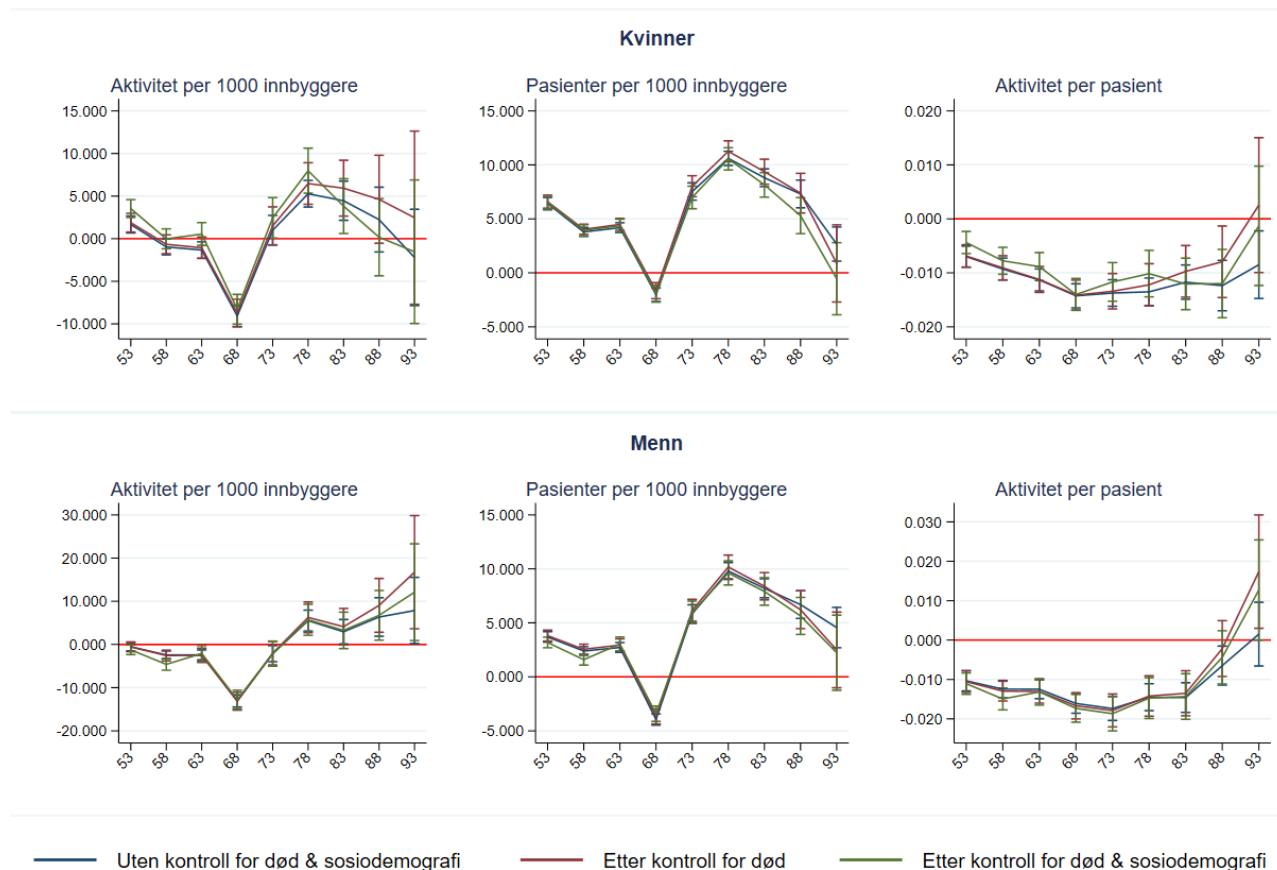 Kvinner
Aktivitet per 1000 innbyggere
15.000
10.000
5.000
0.000
-5.000
-10.000
53 58 63 68 73 78 83 88 93
Pasienter per 1000 innbyggere
15.000
10.000
5.000
0.000
-5.000
53 58 63 68 73 78 83 88 93
Aktivitet per pasient
0.020
0.010
0.000
-0.010
-0.020
53 58 63 68 73 78 83 88 93
Menn
Aktivitet per 1000 innbyggere
30.000
20.000
10.000
0.000
-10.000
-20.000
53 58 63 68 73 78 83 88 93
Pasienter per 1000 innbyggere
15.000
10.000
5.000
0.000
-5.000
53 58 63 68 73 78 83 88 93
Aktivitet per pasient
0.030
0.020
0.010
0.000
-0.010
-0.020
53 58 63 68 73 78 83 88 93
Uten kontroll for død & sosiodemografi Etter kontroll for død Etter kontroll for død & sosiodemografi